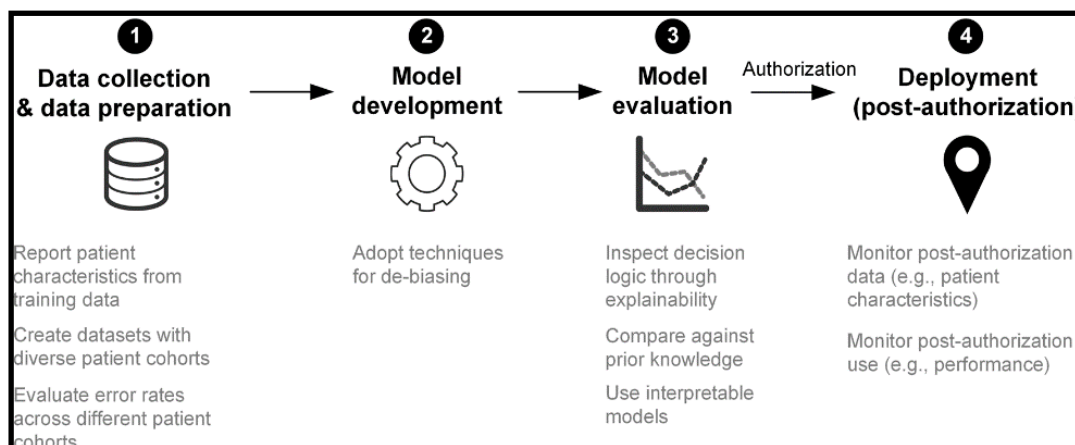 1
Data collection
& data preparation
Report patient
characteristics from
training data
Create datasets with
diverse patient cohorts
Evaluate error rates
across different patient
cohorts
2
Model
development
Adopt techniques
for de-biasing
3
Model
evaluation
Inspect decision
logic through
explainability
Compare against
prior knowledge
Use interpretable
models
Authorization
4
Deployment
(post-authorization
Monitor post-authorization
data (e.g., patient
characteristics)
Monitor post-authorization
use (e.g., performance)